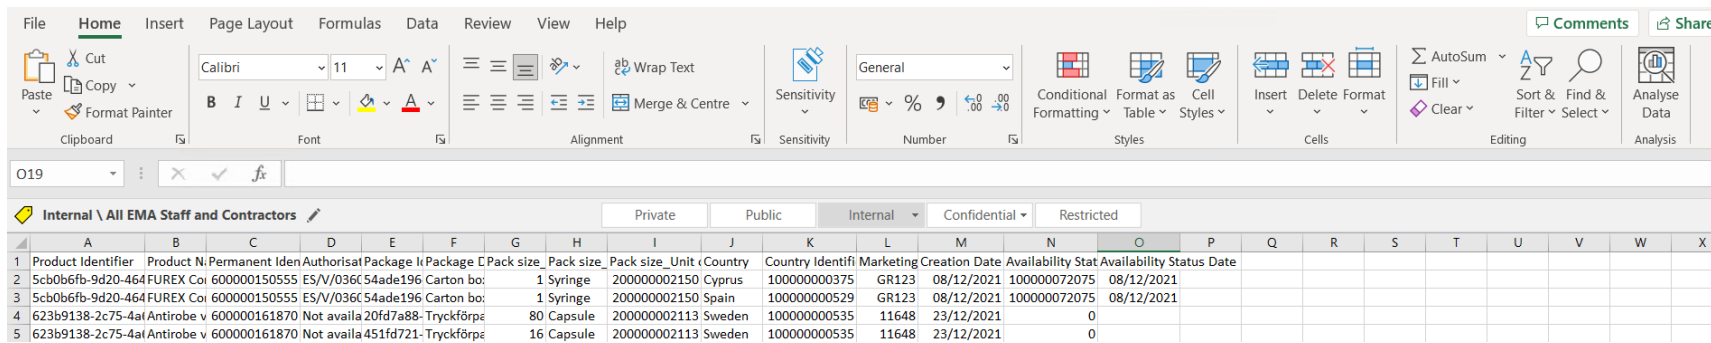 File Home Insert Page Layout Formulas Data Review View Help Comments Share
Cut
Calibri 11 A^ A˅ ab Wrap Text General AutoSum
Copy
Paste Sensitivity Conditional Format as Cell Insert Delete Format Fill Sort & Find & Analyse
Format Painter B I U A Merge & Centre % Formatting Table Styles Clear Filter Select Data
Clipboard Font Alignment Sensitivity Number Styles Cells Editing Analysis
O19 fx
Internal \ All EMA Staff and Contractors Private Public Internal Confidential Restricted
A B C D E F G H I J K L M N O P Q R S T U V W X
1 Product Identifier Product Na Permanent Iden Authorisat Package Id Package D Pack size_ Pack size_ Pack size_Unit Country Country Identifi Marketing Creation Date Availability Stat Availability Status Date
2 5cb0b6fb-9d20-464 FUREX Co 600000150555 ES/V/0360 54ade196 Carton bo 1 Syringe 200000002150 Cyprus 100000000375 GR123 08/12/2021 100000072075 08/12/2021
3 5cb0b6fb-9d20-464 FUREX Co 600000150555 ES/V/0360 54ade196 Carton bo 1 Syringe 200000002150 Spain 100000000529 GR123 08/12/2021 100000072075 08/12/2021
4 623b9138-2c75-4a Antirobe v 600000161870 Not availa 20fd7a88- Tryckförpa 80 Capsule 200000002113 Sweden 100000000535 11648 23/12/2021 0
5 623b9138-2c75-4a Antirobe v 600000161870 Not availa 451fd721- Tryckförpa 16 Capsule 200000002113 Sweden 100000000535 11648 23/12/2021 0